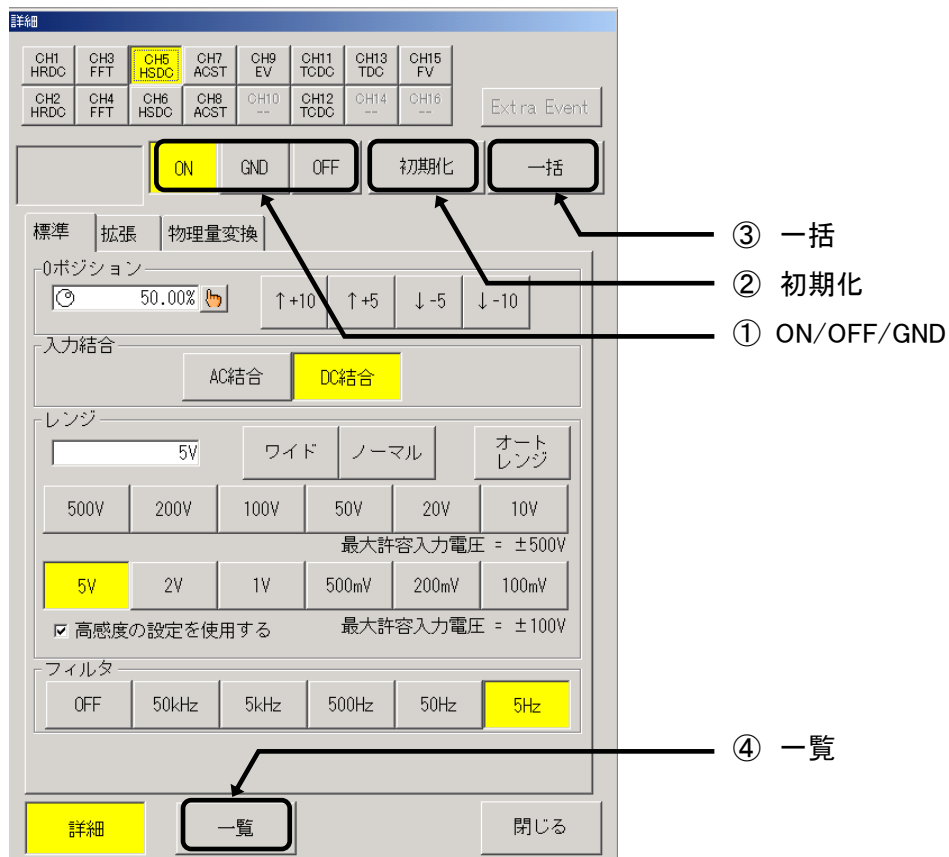 詳細
CH1 CH3 CH5 CH7 CH9 CH11 CH13 CH15
HRDC FFT HSDC ACST EV TCDC TDC FV
CH2 CH4 CH6 CH8 CH10 CH12 CH14 CH16
HRDC FFT HSDC ACST -- TCDC -- --
Extra Event
ON GND OFF 初期化 一括
③ 一括
標準 拡張 物理量変換
② 初期化
0ポジション
50.00% ↑+10 ↑+5 ↓-5 ↓-10
① ON/OFF/GND
入力結合
AC結合 DC結合
レンジ
5V ワイド ノーマル オート
レンジ
500V 200V 100V 50V 20V 10V
最大許容入力電圧 = ±500V
5V 2V 1V 500mV 200mV 100mV
高感度の設定を使用する 最大許容入力電圧 = ±100V
フィルタ
OFF 50kHz 5kHz 500Hz 50Hz 5Hz
④ 一覧
詳細 一覧 閉じる